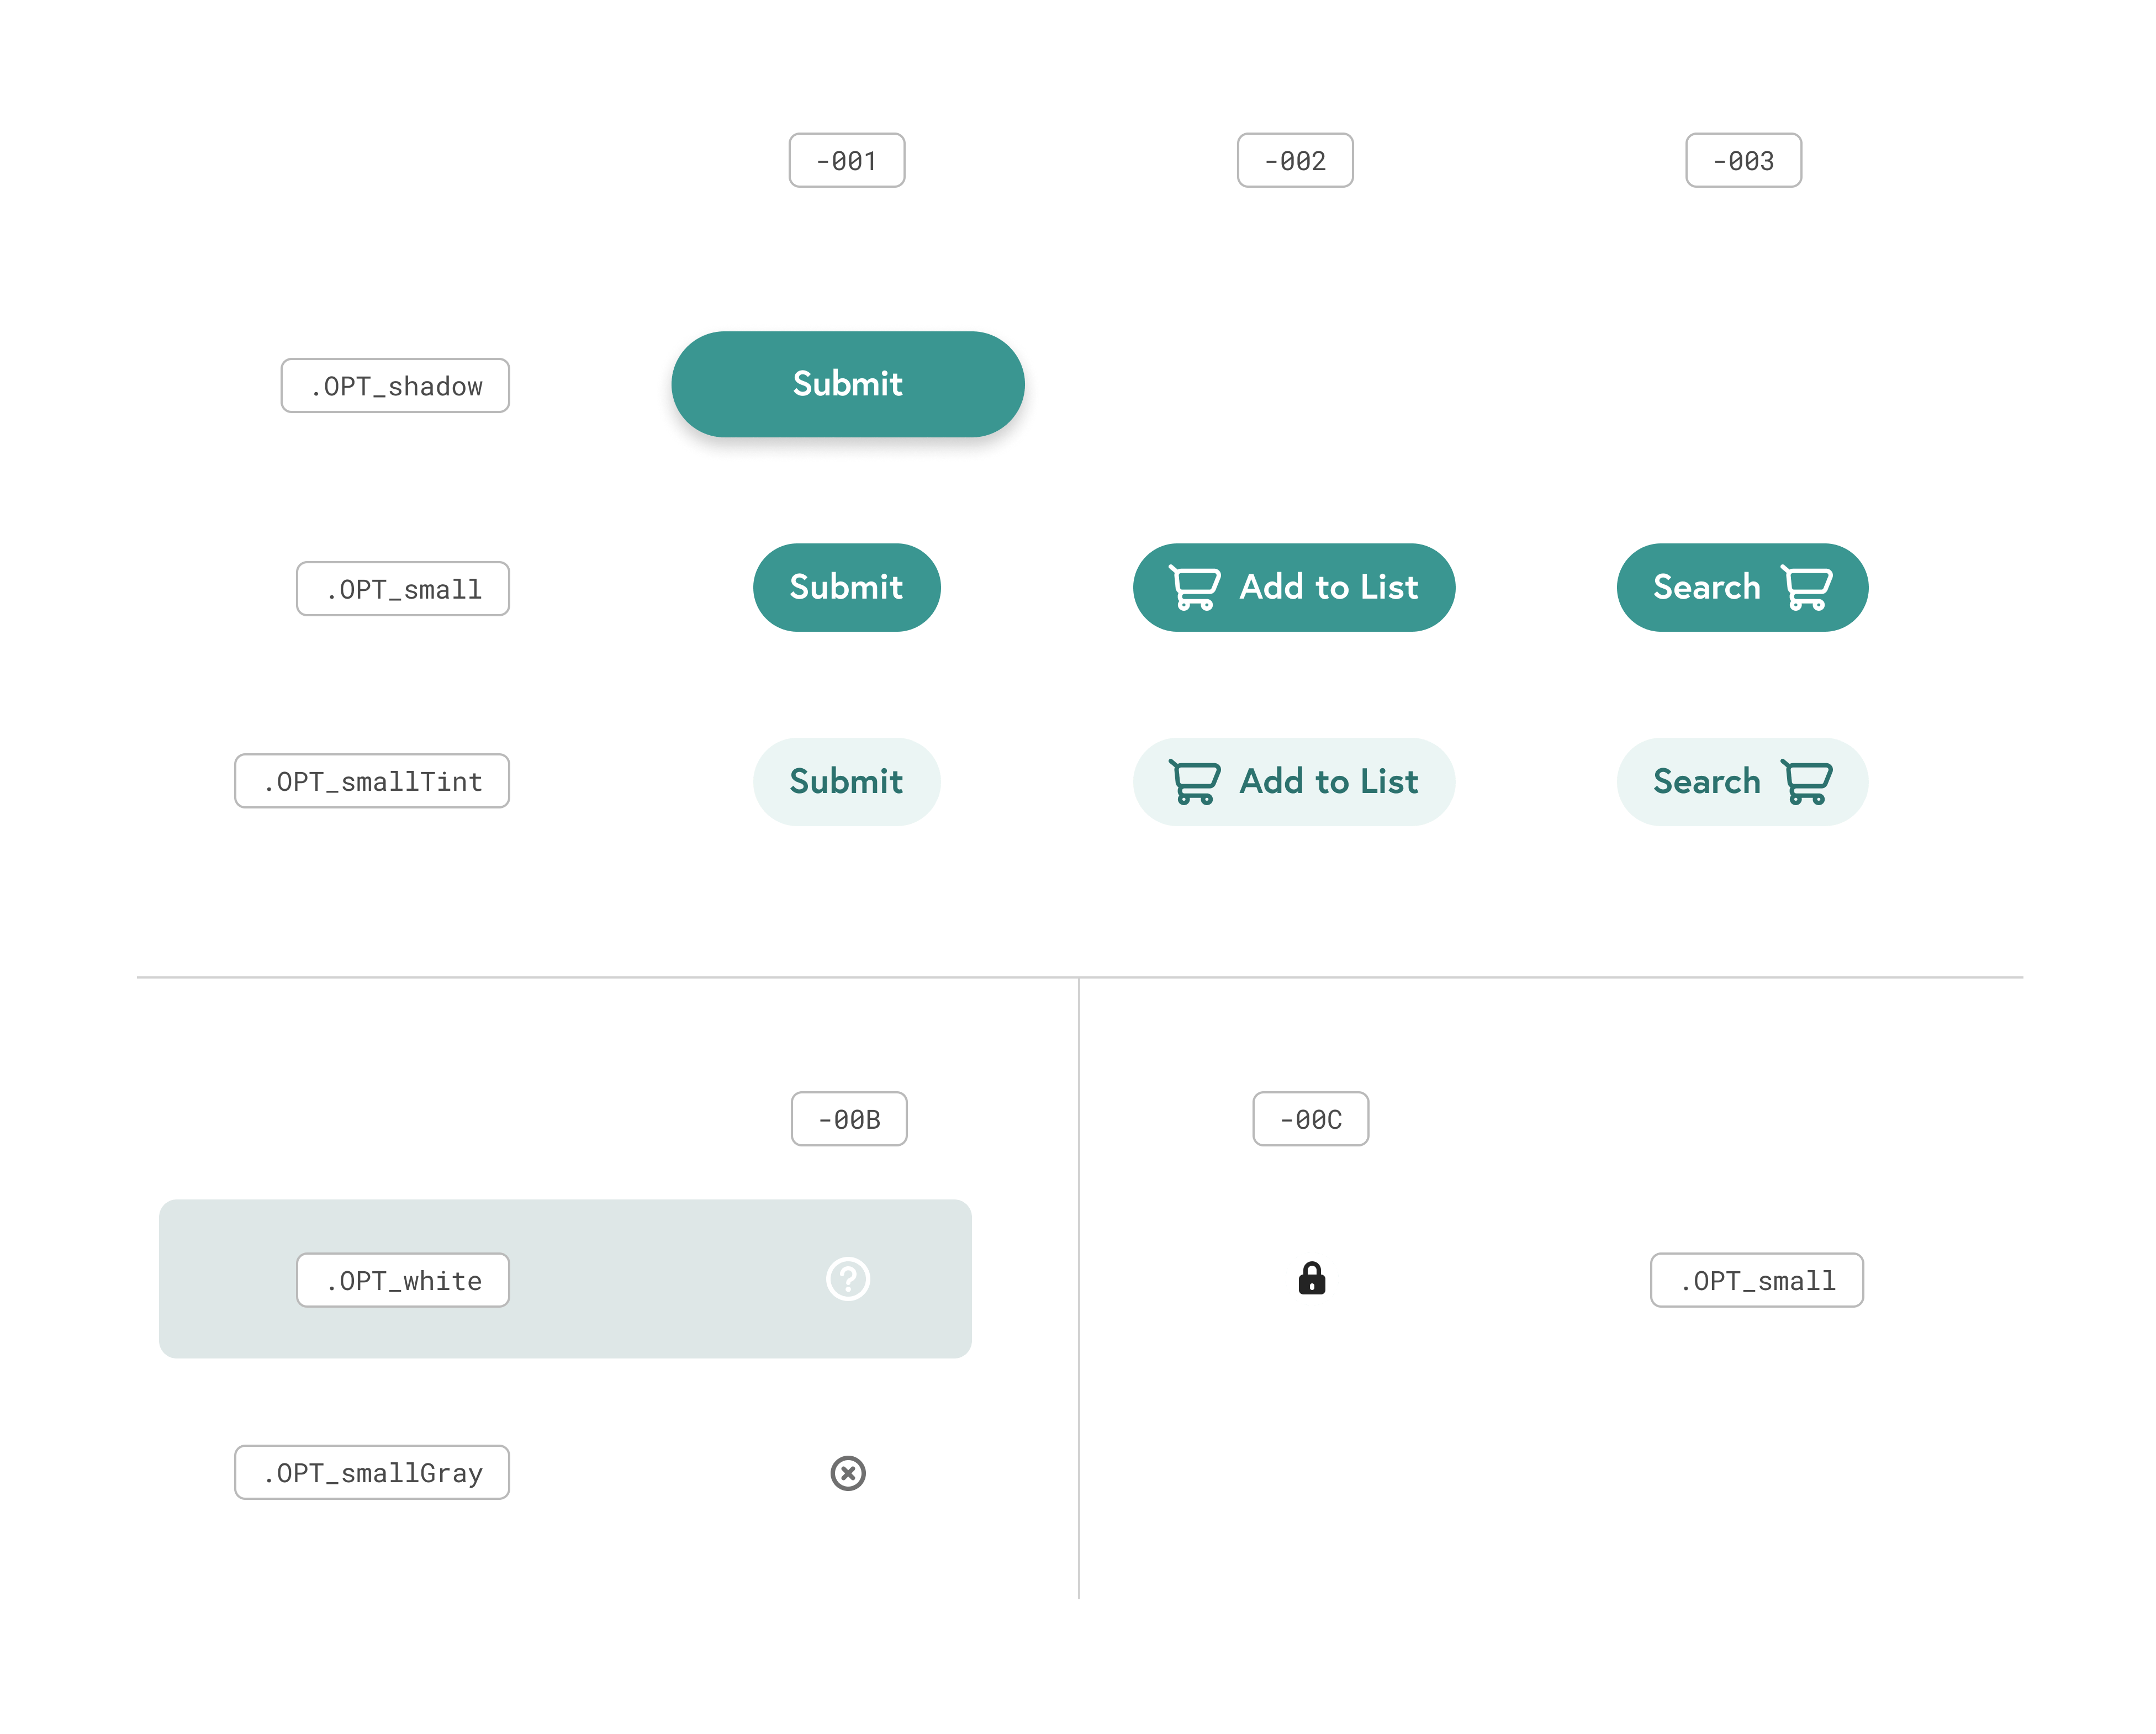 -001
-002
-003
.OPT_shadow
Submit
.OPT_small
Submit
Add to List
Search
.OPT_smallTint
Submit
Add to List
Search
-00B
-00C
.OPT_white
?
.OPT_small
.OPT_smallGray